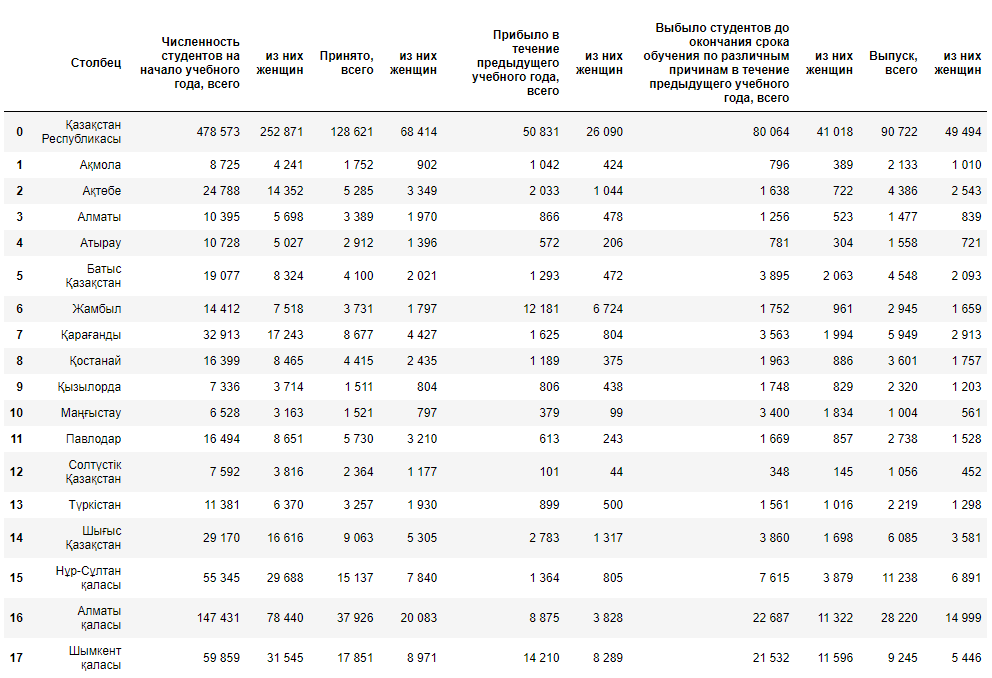 Столбец Численность студентов на начало учебного года, всего из них женщин Принято, всего из них женщин Прибыло в течение предыдущего учебного года, всего из них женщин Выбыло студентов до окончания срока обучения по различным причинам в течение предыдущего учебного года, всего из них женщин Выпуск, всего из них женщин
0 Қазақстан Республикасы 478 573 252 871 128 621 68 414 50 831 26 090 80 064 41 018 90 722 49 494
1 Ақмола 8 725 4 241 1 752 902 1 042 424 796 389 2 133 1 010
2 Ақтөбе 24 788 14 352 5 285 3 349 2 033 1 044 1 638 722 4 386 2 543
3 Алматы 10 395 5 698 3 389 1 970 866 478 1 256 523 1 477 839
4 Атырау 10 728 5 027 2 912 1 396 572 206 781 304 1 558 721
5 Батыс Қазақстан 19 077 8 324 4 100 2 021 1 293 472 3 895 2 063 4 548 2 093
6 Жамбыл 14 412 7 518 3 731 1 797 12 181 6 724 1 752 961 2 945 1 659
7 Қарағанды 32 913 17 243 8 677 4 427 1 625 804 3 563 1 994 5 949 2 913
8 Қостанай 16 399 8 465 4 415 2 435 1 189 375 1 963 886 3 601 1 757
9 Қызылорда 7 336 3 714 1 511 804 806 438 1 748 829 2 320 1 203
10 Маңғыстау 6 528 3 163 1 521 797 379 99 3 400 1 834 1 004 561
11 Павлодар 16 494 8 651 5 730 3 210 613 243 1 669 857 2 738 1 528
12 Солтүстік Қазақстан 7 592 3 816 2 364 1 177 101 44 348 145 1 056 452
13 Түркістан 11 381 6 370 3 257 1 930 899 500 1 561 1 016 2 219 1 298
14 Шығыс Қазақстан 29 170 16 616 9 063 5 305 2 783 1 317 3 860 1 698 6 085 3 581
15 Нұр-Сұлтан қаласы 55 345 29 688 15 137 7 840 1 364 805 7 615 3 879 11 238 6 891
16 Алматы қаласы 147 431 78 440 37 926 20 083 8 875 3 828 22 687 11 322 28 220 14 999
17 Шымкент қаласы 59 859 31 545 17 851 8 971 14 210 8 289 21 532 11 596 9 245 5 446